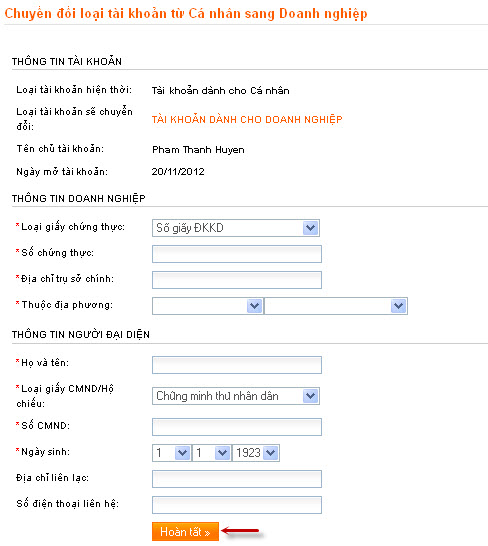 Chuyển đổi loại tài khoản từ Cá nhân sang Doanh nghiệp
THÔNG TIN TÀI KHOẢN
Loại tài khoản hiện thời: Tài khoản dành cho Cá nhân
Loại tài khoản sẽ chuyển
đổi: TÀI KHOẢN DÀNH CHO DOANH NGHIỆP
Tên chủ tài khoản: Pham Thanh Huyen
Ngày mở tài khoản: 20/11/2012
THÔNG TIN DOANH NGHIỆP
*Loại giấy chứng thực: Số giấy ĐKKD
*Số chứng thực:
*Địa chỉ trụ sở chính:
*Thuộc địa phương:
THÔNG TIN NGƯỜI ĐẠI DIỆN
*Họ và tên:
*Loại giấy CMND/Hộ
chiếu: Chứng minh thư nhân dân
*Số CMND:
*Ngày sinh: 1 1 1923
Địa chỉ liên lạc:
Số điện thoại liên hệ:
Hoàn tất »